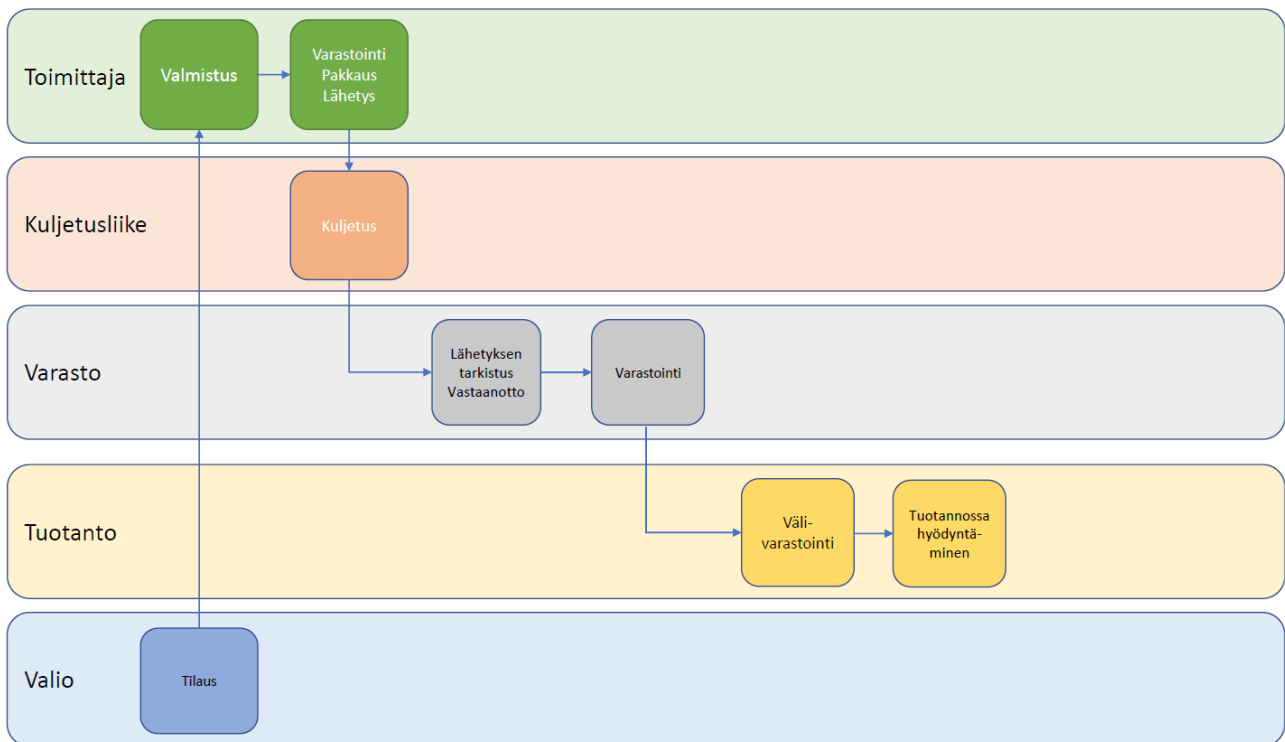 Toimittaja
Valmistus
Varastointi
Pakkaus
Lähetys
Kuljetusliike
Kuljetus
Varasto
Lähetyksen
tarkistus
Vastaanotto
Varastointi
Tuotanto
Väli-
varastointi
Tuotannossa
hyödyntä-
minen
Valio
Tilaus